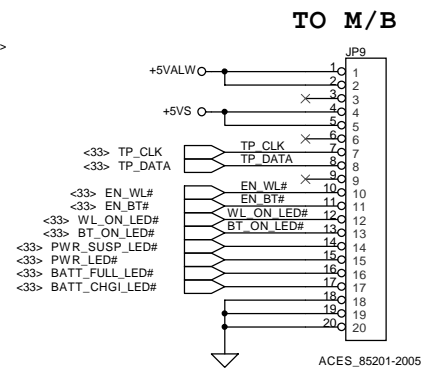 TO M/B
>
JP9
+5VALW 1 1
2 2
3 3
+5VS 4 4
5 5
6 6
<33> TP_CLK TP_CLK 7 7
<33> TP_DATA TP_DATA 8 8
9 9
<33> EN_WL# EN_WL# 10 10
<33> EN_BT# EN_BT# 11 11
<33> WL_ON_LED# WL_ON_LED# 12 12
<33> BT_ON_LED# BT_ON_LED# 13 13
<33> PWR_SUSP_LED# 14 14
<33> PWR_LED# 15 15
<33> BATT_FULL_LED# 16 16
<33> BATT_CHGI_LED# 17 17
18 18
19 19
20 20
ACES_85201-2005